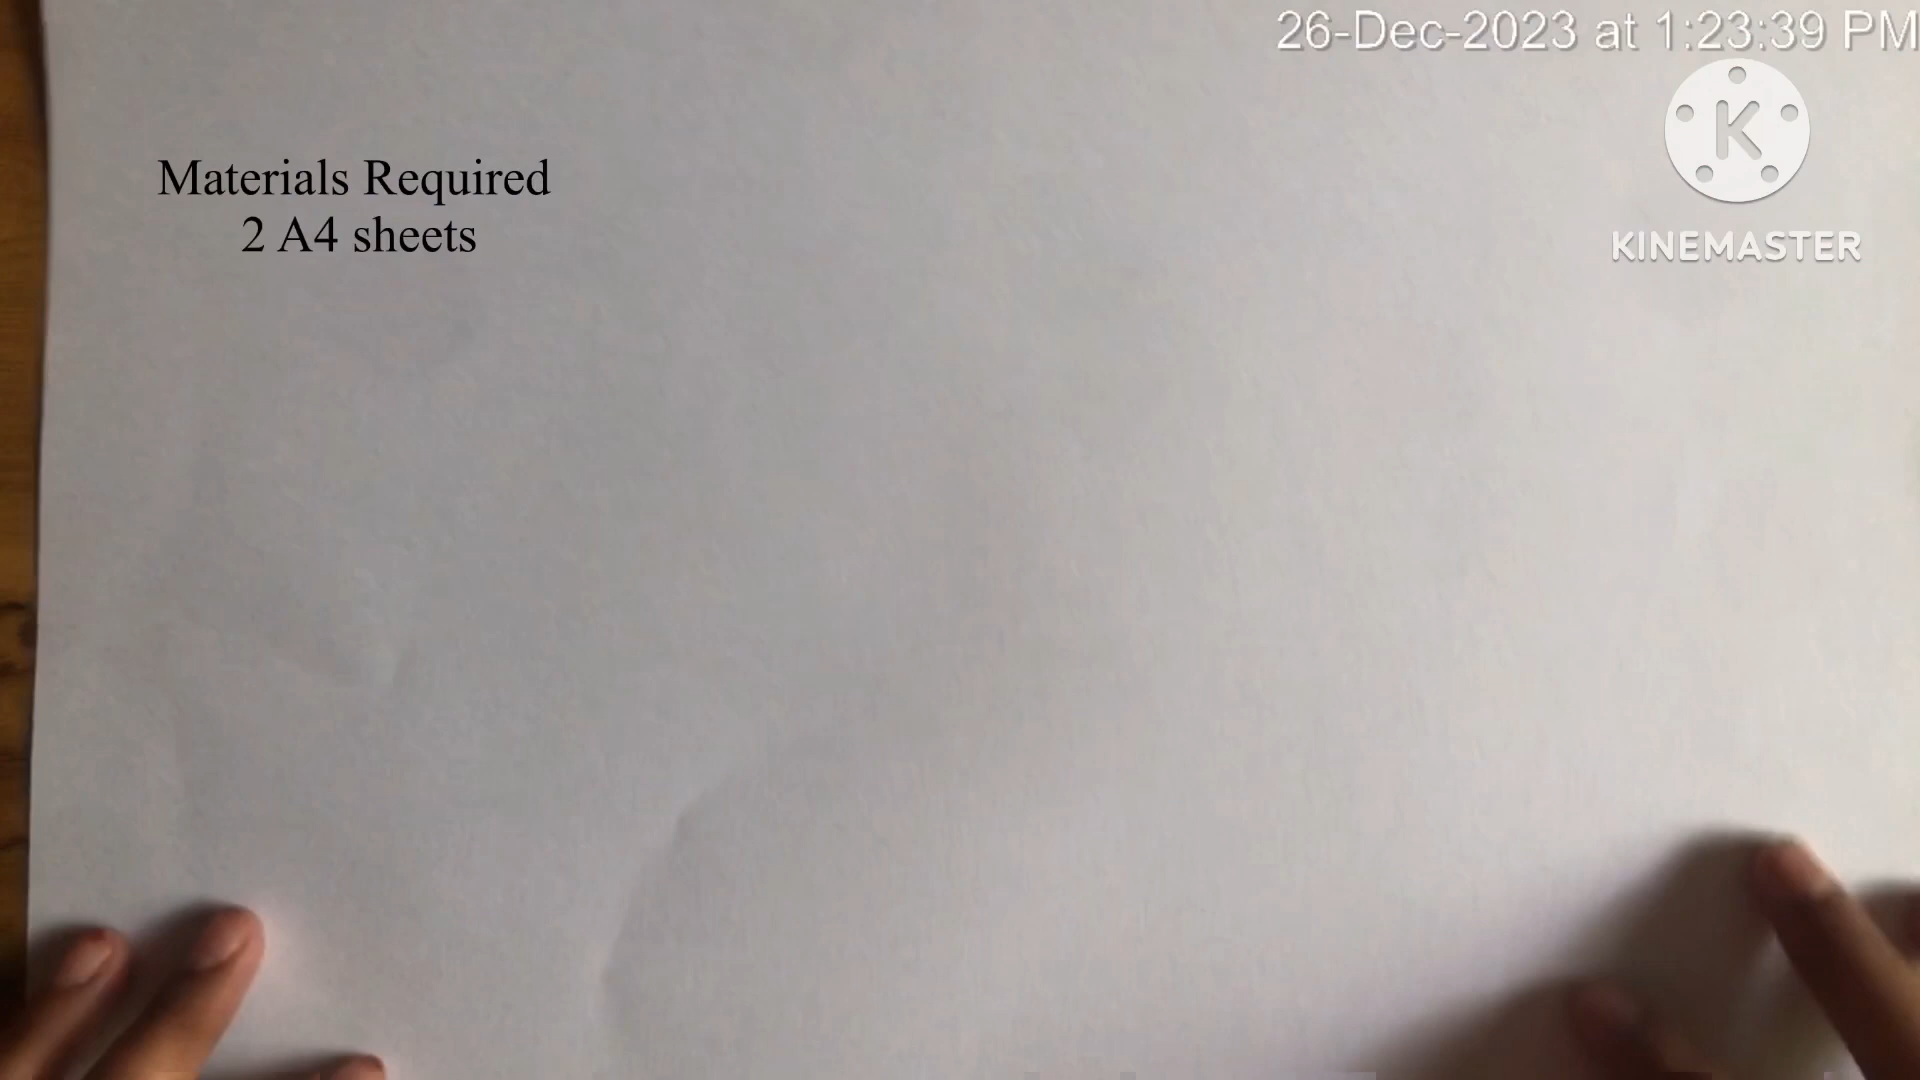 26-Dec-2023 at 1:23:39 PM
K
KINEMASTER
Materials Required
2 A4 sheets